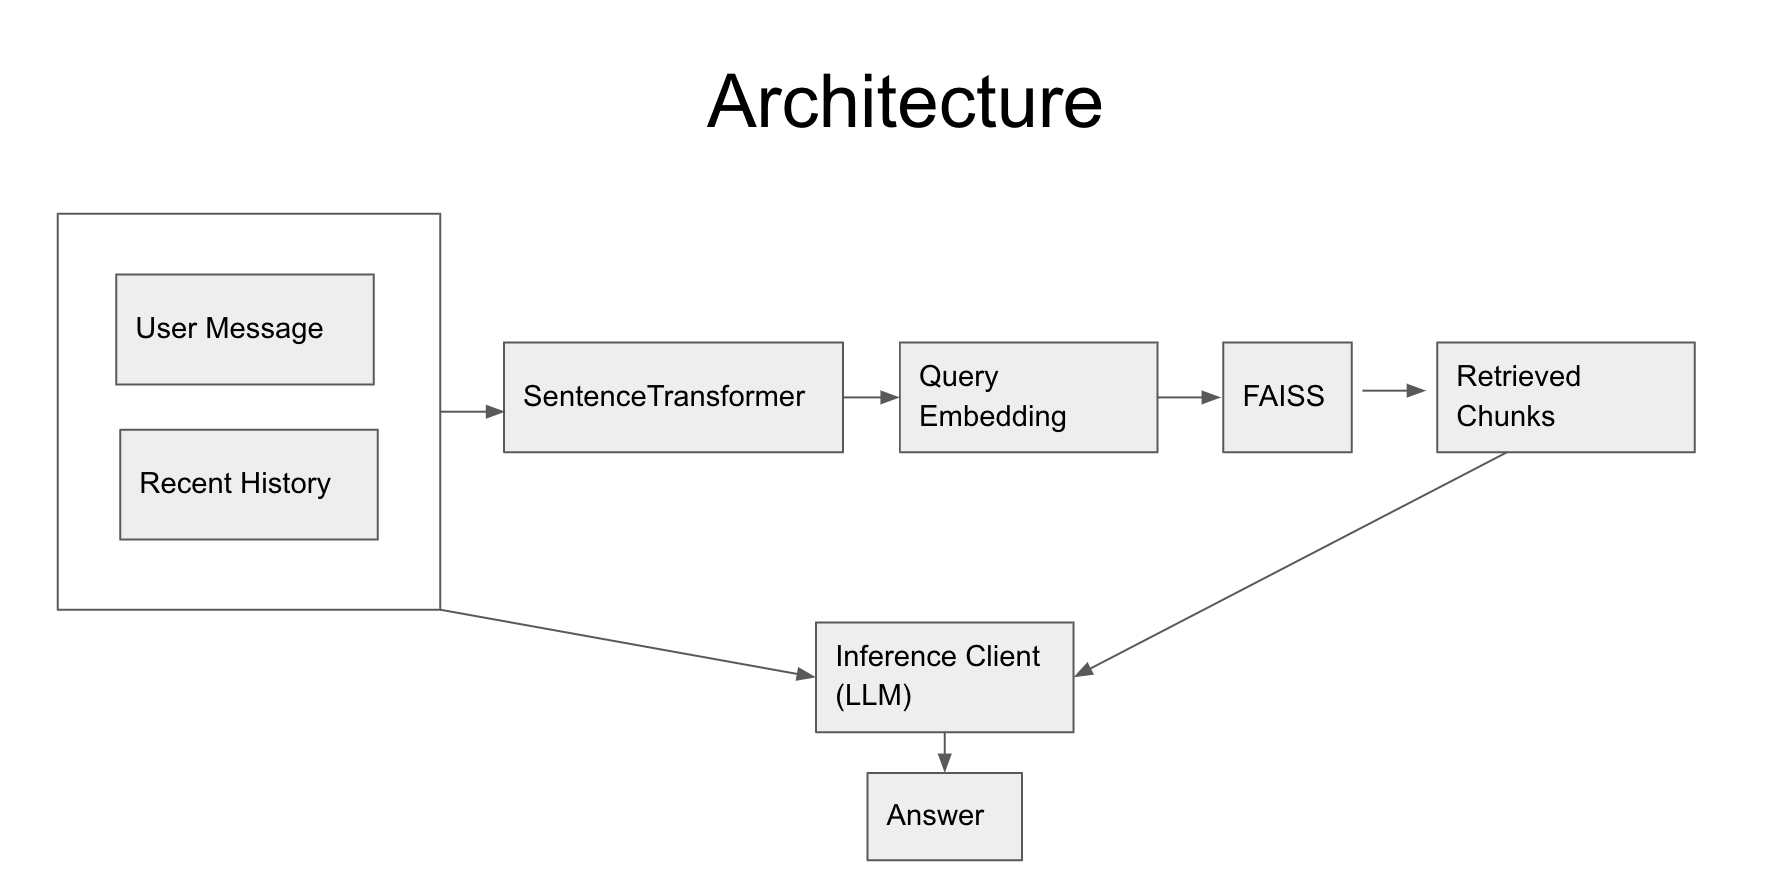 Architecture
User Message
Recent History
SentenceTransformer
Query
Embedding
FAISS
Retrieved
Chunks
Inference Client
(LLM)
Answer